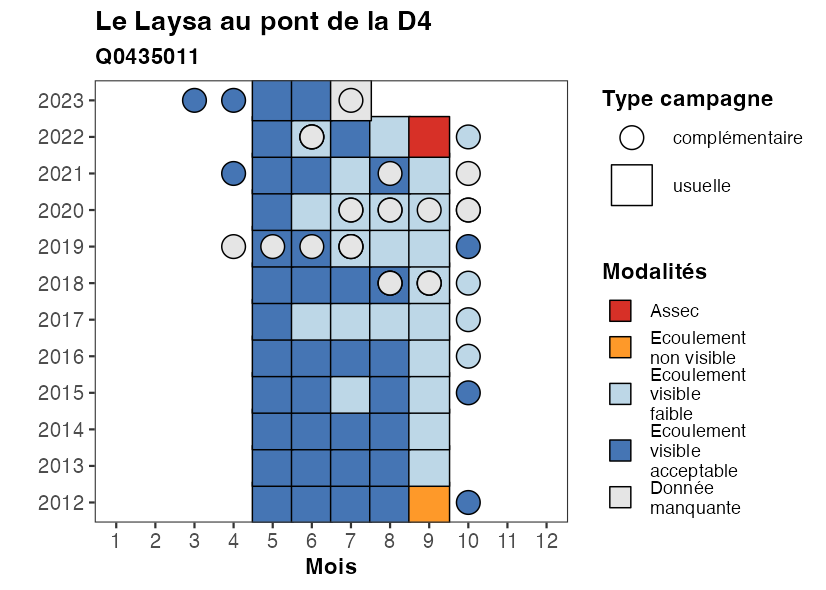 Le Laysa au pont de la D4
Q0435011
2023
2022
2021
2020
2019
2018
2017
2016
2015
2014
2013
2012
1 2 3 4 5 6 7 8 9 10 11 12
Mois
Type campagne
complémentaire
usuelle
Modalités
Assec
Ecoulement
non visible
Ecoulement
visible
faible
Ecoulement
visible
acceptable
Donnée
manquante